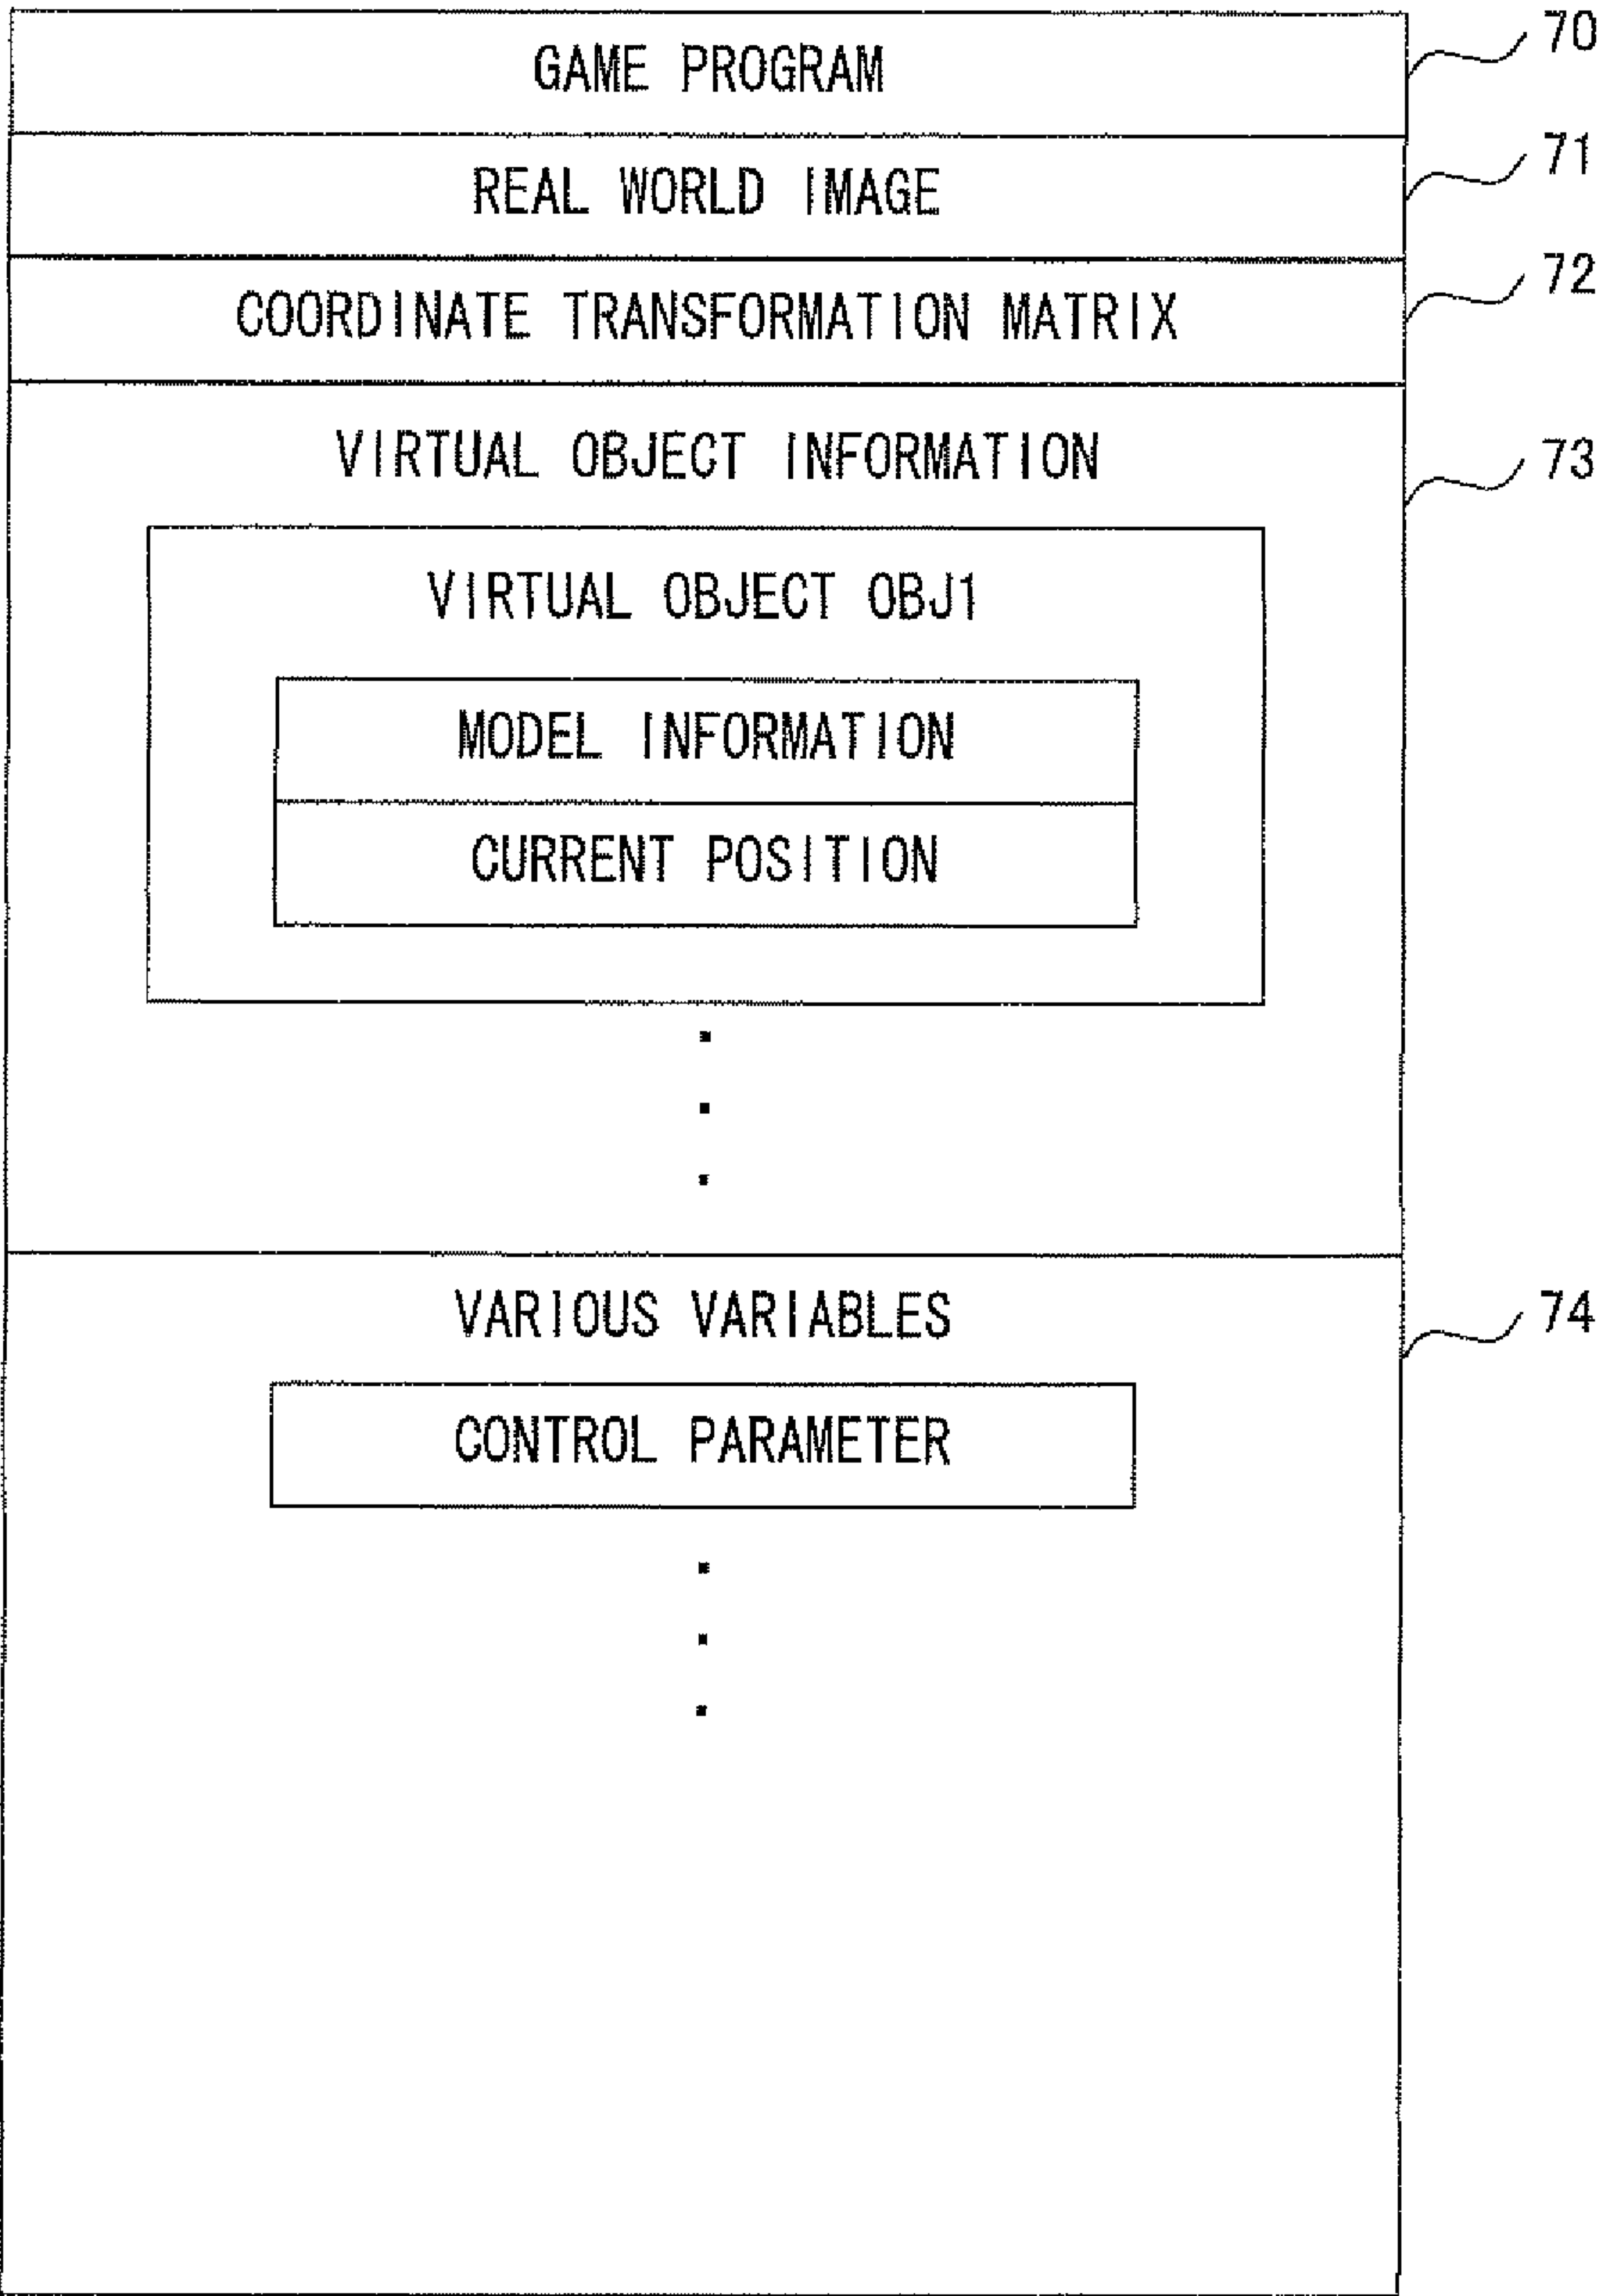 GAME PROGRAM 70
REAL WORLD IMAGE 71
COORDINATE TRANSFORMATION MATRIX 72
VIRTUAL OBJECT INFORMATION 73
VIRTUAL OBJECT OBJ1
MODEL INFORMATION
CURRENT POSITION
VARIOUS VARIABLES 74
CONTROL PARAMETER